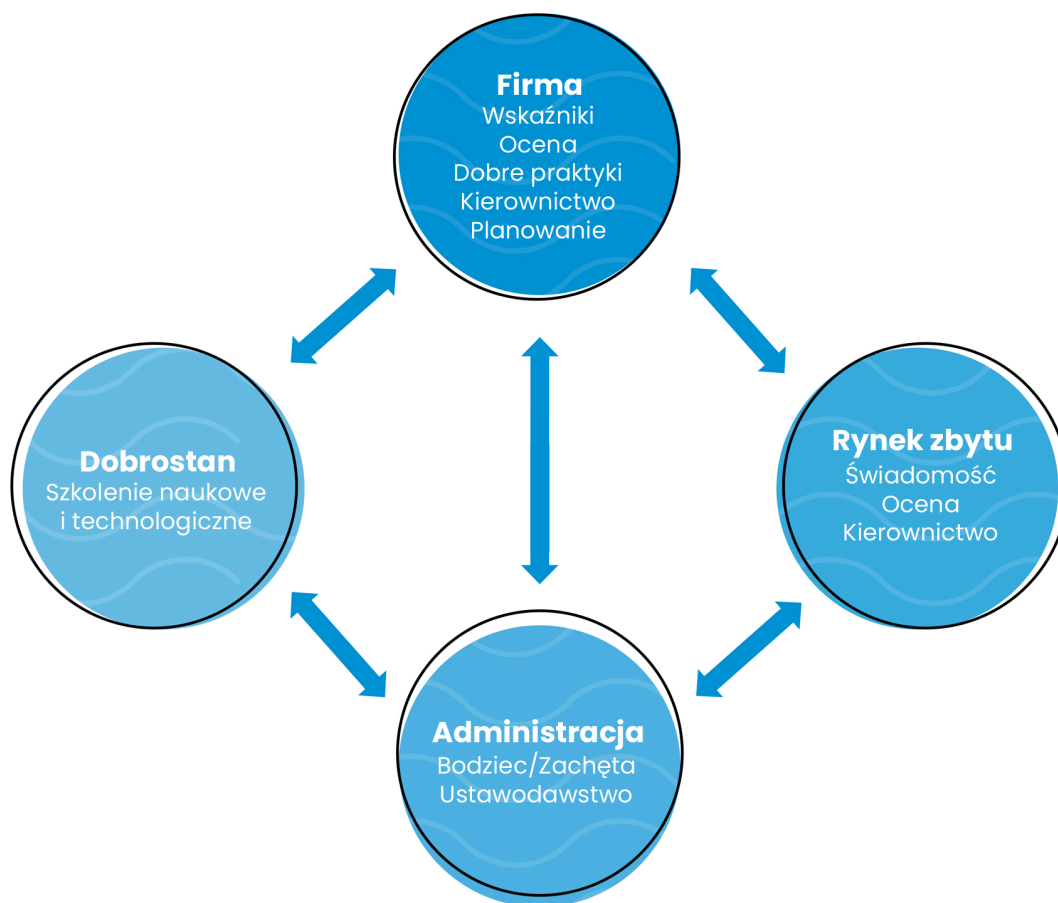 Firma
Wskaźniki
Ocena
Dobre praktyki
Kierownictwo
Planowanie
Dobrostan
Szkolenie naukowe
i technologiczne
Rynek zbytu
Świadomość
Ocena
Kierownictwo
Administracja
Bodziec/Zachęta
Ustawodawstwo